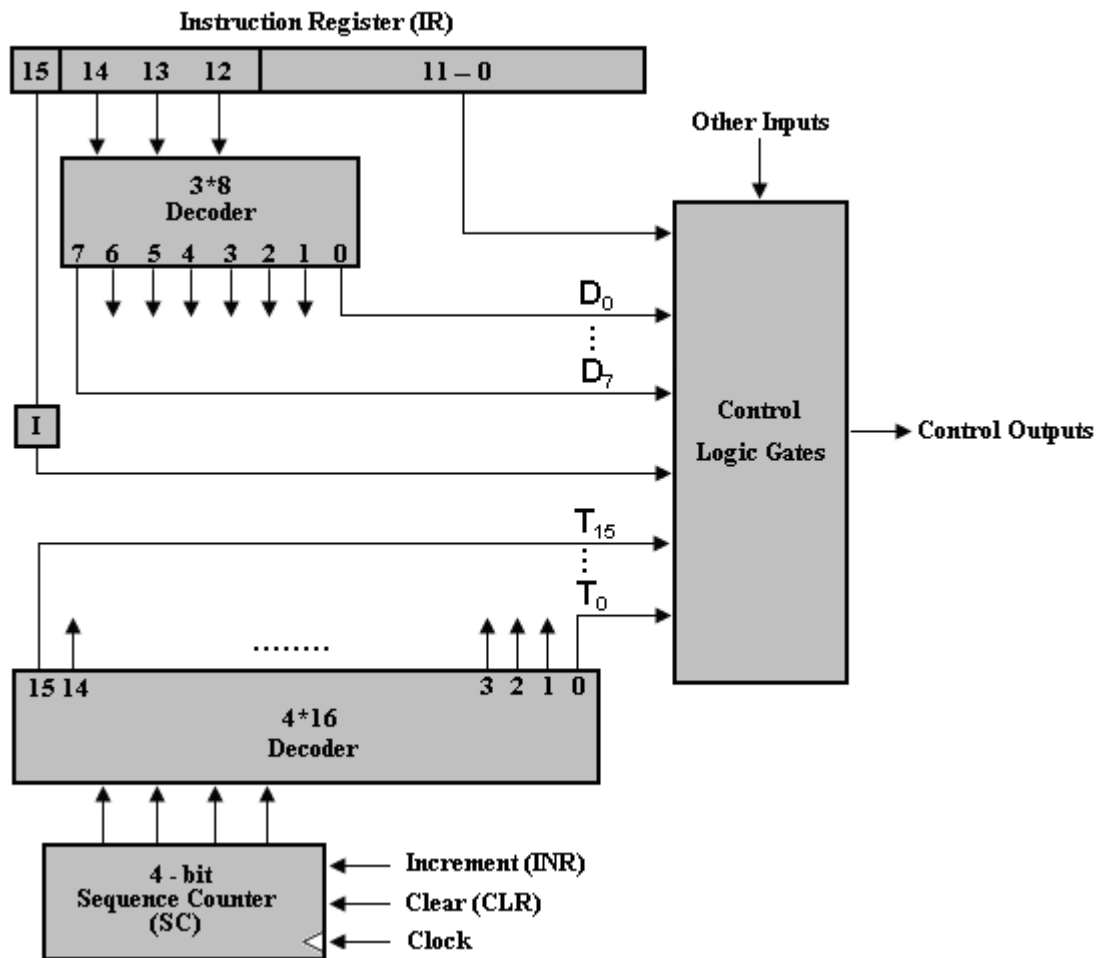 Instruction Register (IR)
15 14 13 12 11 – 0
Other Inputs
3*8
Decoder
7 6 5 4 3 2 1 0
D0
D7
I
Control
Logic Gates
Control Outputs
T15
T0
15 14 ........ 3 2 1 0
4*16
Decoder
4 - bit
Sequence Counter
(SC)
Increment (INR)
Clear (CLR)
Clock